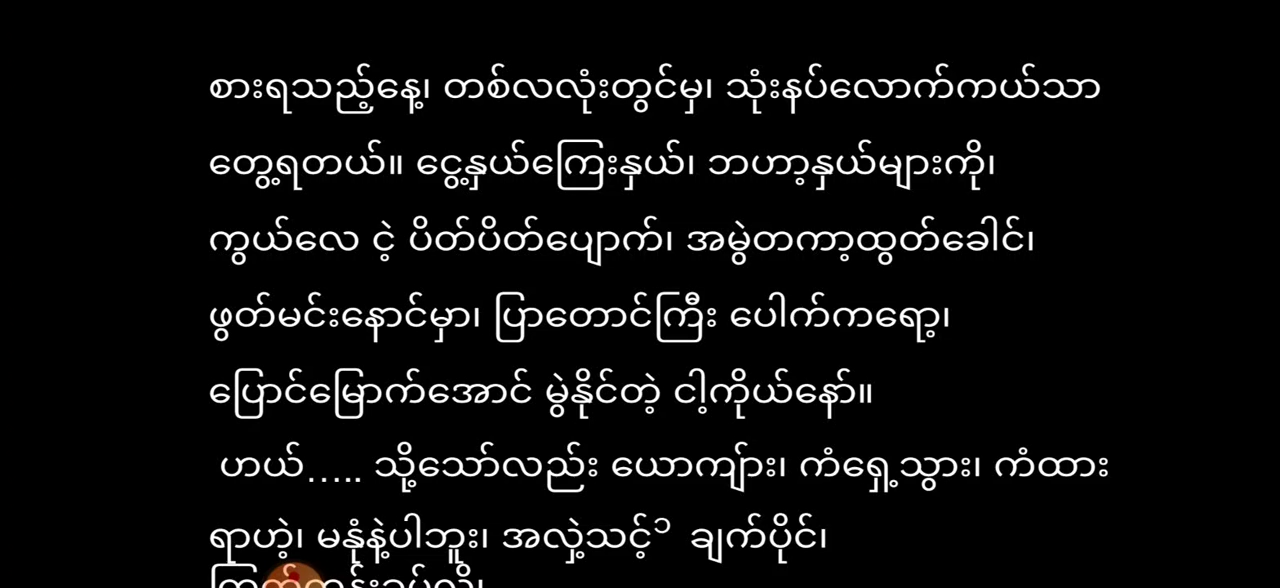 စားရသည့်နေ့၊ တစ်လလုံးတွင်မှ၊ သုံးနပ်လောက်ကယ်သာ
တွေ့ရတယ်။ ငွေ့နှယ်ကြေးနှယ်၊ ဘဟာ့နှယ်များကို၊
ကွယ်လေ ငဲ့ ပိတ်ပိတ်ပျောက်၊ အမွဲတကာ့ထွတ်ခေါင်၊
ဖွတ်မင်းနောင်မှာ၊ ပြာတောင်ကြီး ပေါက်ကရော့၊
ပြောင်မြောက်အောင် မွဲနိုင်တဲ့ ငါ့ကိုယ်နော်။
ဟယ်….. သို့သော်လည်း ယောကျာ်း၊ ကံရှေ့သွား၊ ကံထား
ရာဟဲ့၊ မနုံနဲ့ပါဘူး၊ အလှဲ့သင့်၁ ချက်ပိုင်၊